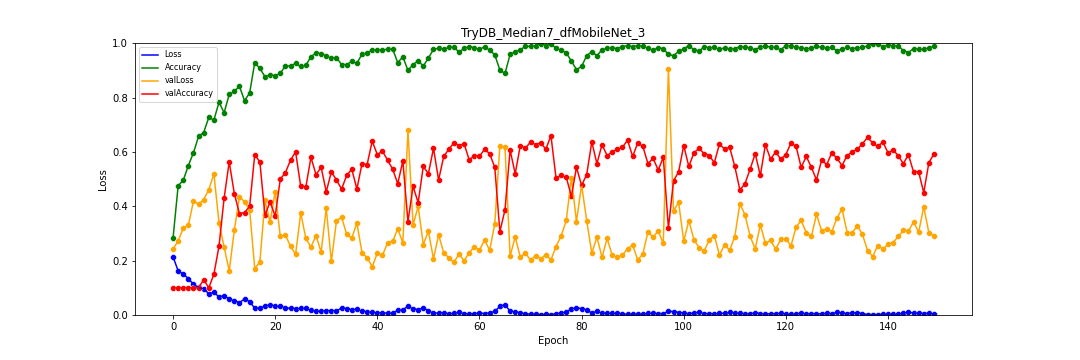 TryDB_Median7_dfMobileNet_3
1.0
0.8
0.6
0.4
0.2
0.0
Loss
Loss
Accuracy
valLoss
valAccuracy
0 20 40 60 80 100 120 140
Epoch